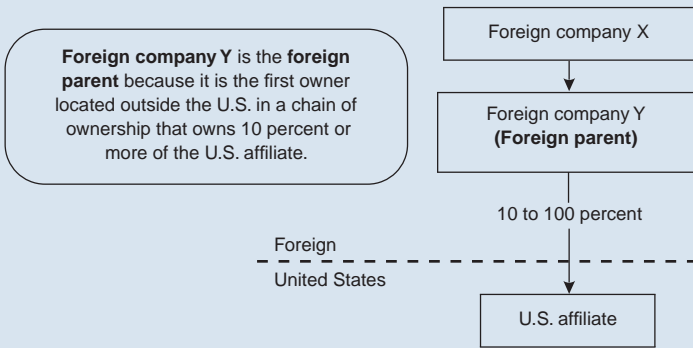 Foreign company Y is the foreign
parent because it is the first owner
located outside the U.S. in a chain of
ownership that owns 10 percent or
more of the U.S. affiliate.
Foreign company X
Foreign company Y
(Foreign parent)
10 to 100 percent
Foreign
United States
U.S. affiliate